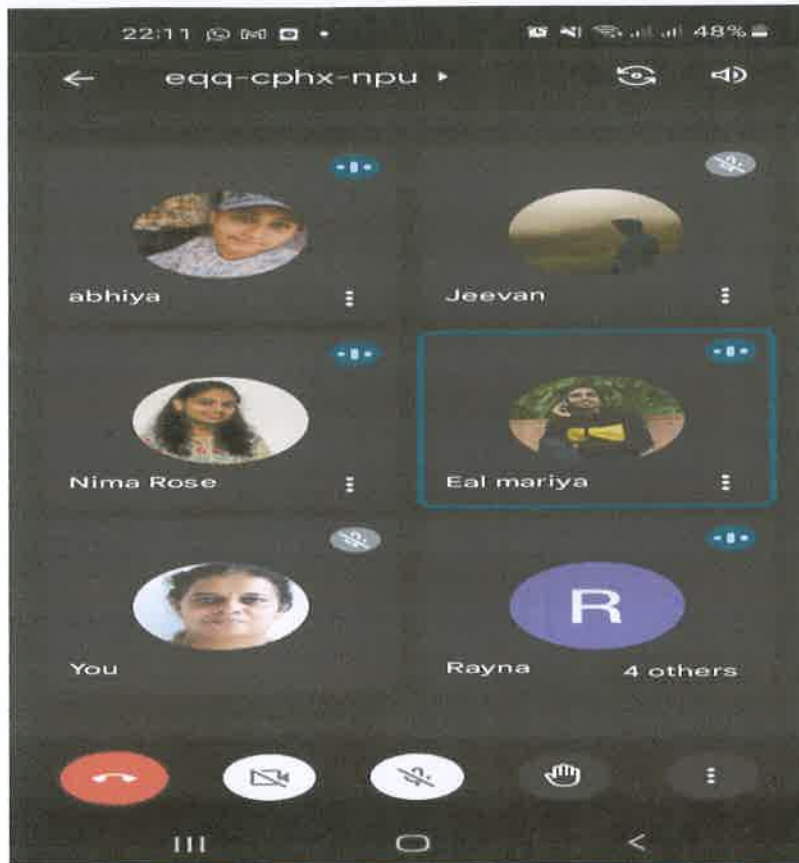 22:11 48%
eqq-cphx-npu
abhiya Jeevan
Nima Rose Eal mariya
R
You Rayna 4 others